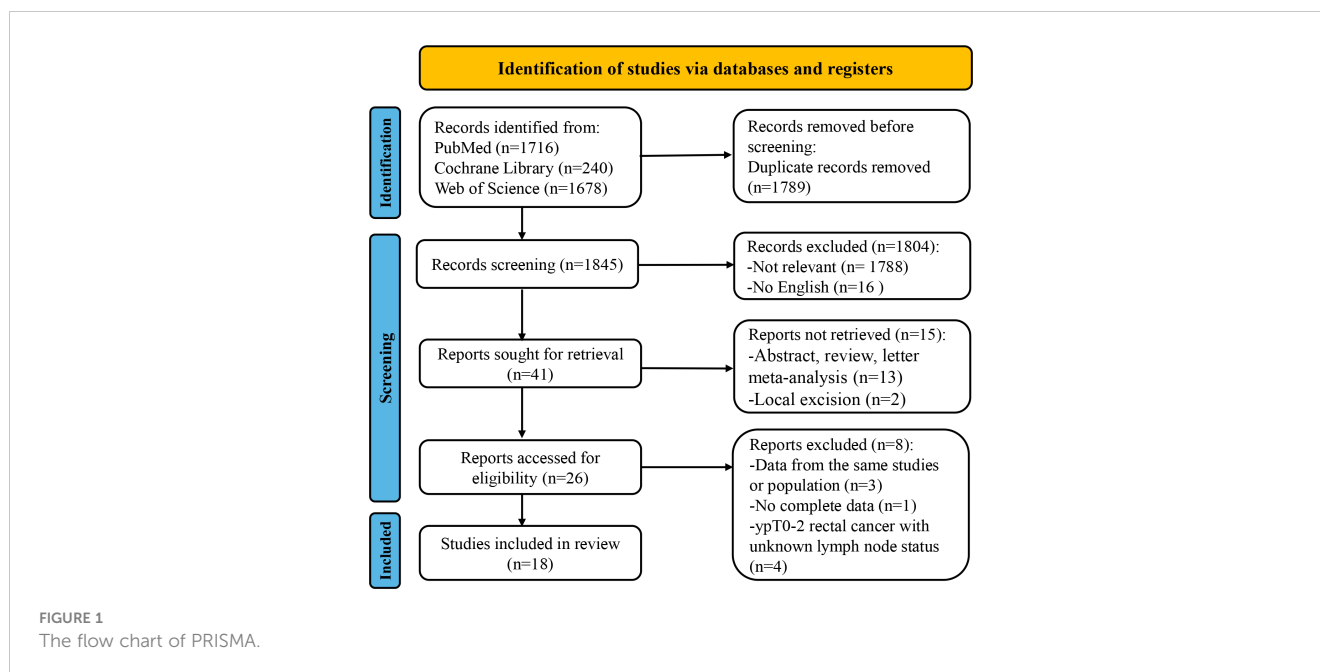 Identification of studies via databases and registers
Identification
Records identified from:
PubMed (n=1716)
Cochrane Library (n=240)
Web of Science (n=1678)
Records removed before
screening:
Duplicate records removed
(n=1789)
Screening
Records screening (n=1845)
Records excluded (n=1804):
-Not relevant (n= 1788)
-No English (n=16 )
Reports sought for retrieval
(n=41)
Reports not retrieved (n=15):
-Abstract, review, letter
meta-analysis (n=13)
-Local excision (n=2)
Reports accessed for
eligibility (n=26)
Reports excluded (n=8):
-Data from the same studies
or population (n=3)
-No complete data (n=1)
-ypT0-2 rectal cancer with
unknown lymph node status
(n=4)
Included
Studies included in review
(n=18)
FIGURE 1
The flow chart of PRISMA.